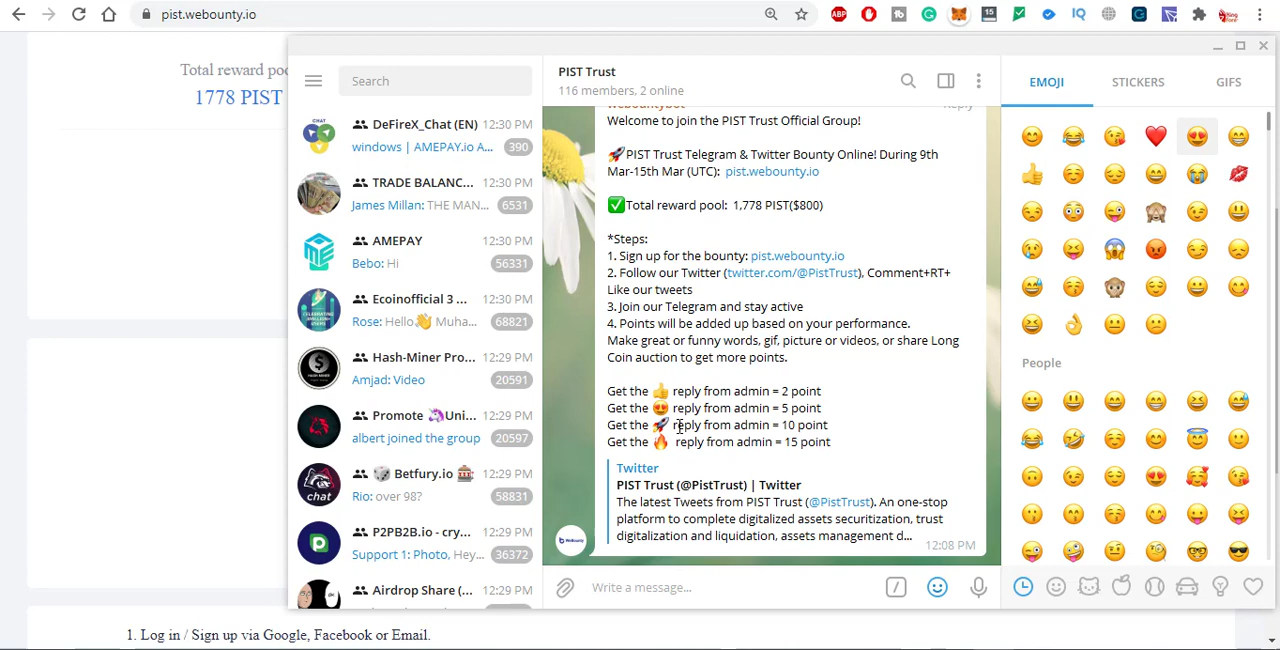 pist.webounty.io
ABP
15
IQ
Total reward poo
1778 PIST
Search
CHAT
DeFireX_Chat (EN) 12:30 PM
windows | AMEPAY.io A... 390
TRADE BALANC... 12:30 PM
James Millan: THE MAN... 6531
AMEPAY 12:30 PM
Bebo: Hi 56331
Ecoinofficial 3 ... 12:30 PM
Rose: Hello👋 Muha... 68821
Hash-Miner Pro... 12:29 PM
Amjad: Video 20591
Promote 🦄Uni... 12:29 PM
albert joined the group 20597
🎲 Betfury.io 🎰 12:29 PM
chat
Rio: over 98? 58831
P2PB2B.io - cry... 12:29 PM
Support 1: Photo, Hey... 36372
Airdrop Share (... 12:29 PM
PIST Trust
116 members, 2 online
webountybot
Reply
Welcome to join the PIST Trust Official Group!
🚀PIST Trust Telegram & Twitter Bounty Online! During 9th
Mar-15th Mar (UTC): pist.webounty.io
✅Total reward pool: 1,778 PIST($800)
*Steps:
1. Sign up for the bounty: pist.webounty.io
2. Follow our Twitter (twitter.com/@PistTrust), Comment+RT+
Like our tweets
3. Join our Telegram and stay active
4. Points will be added up based on your performance.
Make great or funny words, gif, picture or videos, or share Long
Coin auction to get more points.
Get the 👍 reply from admin = 2 point
Get the 😍 reply from admin = 5 point
Get the 🚀 reply from admin = 10 point
Get the 🔥 reply from admin = 15 point
Twitter
PIST Trust (@PistTrust) | Twitter
The latest Tweets from PIST Trust (@PistTrust). An one-stop
platform to complete digitalized assets securitization, trust
digitalization and liquidation, assets management d...
12:08 PM
Webounty
Write a message...
EMOJI STICKERS GIFS
People
1. Log in / Sign up via Google, Facebook or Email.